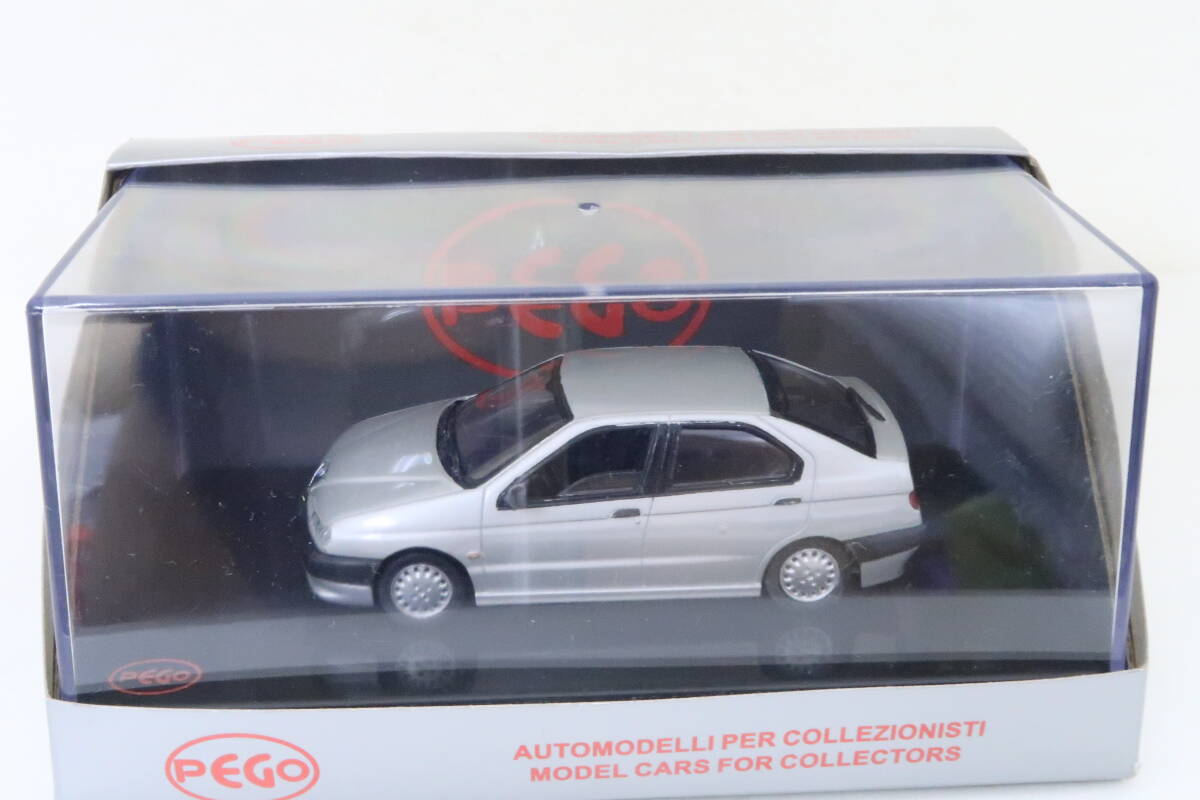 PEGO
PEGO
PEGO
AUTOMODELLI PER COLLEZIONISTI
MODEL CARS FOR COLLECTORS